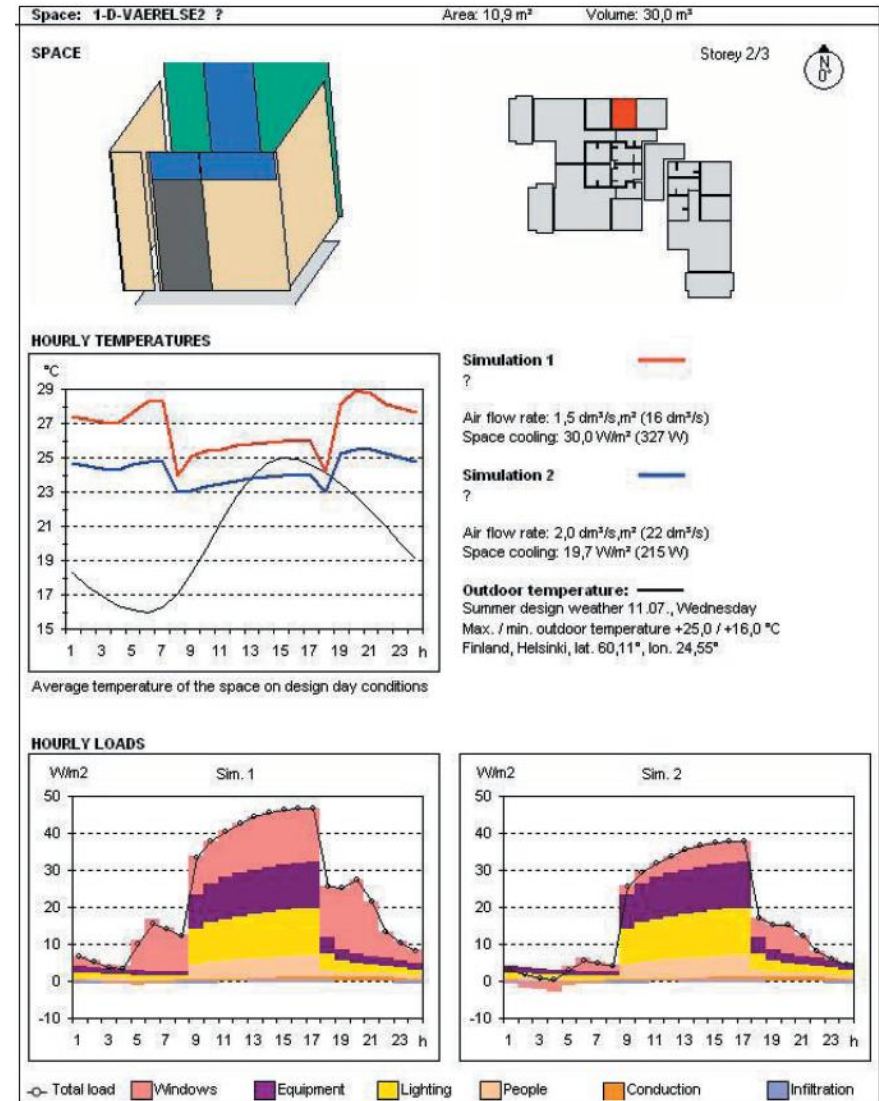 Space: 1-D-VAERELSE2 ? Area: 10,9 m² Volume: 30,0 m³
SPACE
Storey 2/3
N
0°
HOURLY TEMPERATURES
°C
29
27
25
23
21
19
17
15
1 3 5 7 9 11 13 15 17 19 21 23 h
Average temperature of the space on design day conditions
Simulation 1
?
Air flow rate: 1,5 dm³/s,m² (16 dm³/s)
Space cooling: 30,0 W/m² (327 W)
Simulation 2
?
Air flow rate: 2,0 dm³/s,m² (22 dm³/s)
Space cooling: 19,7 W/m² (215 W)
Outdoor temperature:
Summer design weather 11.07., Wednesday
Max. / min. outdoor temperature +25,0 / +16,0 °C
Finland, Helsinki, lat. 60,11°, lon. 24,55°
HOURLY LOADS
W/m2 Sim. 1
50
40
30
20
10
0
-10
1 3 5 7 9 11 13 15 17 19 21 23 h
W/m2 Sim. 2
50
40
30
20
10
0
-10
1 3 5 7 9 11 13 15 17 19 21 23 h
Total load Windows Equipment Lighting People Conduction Infiltration